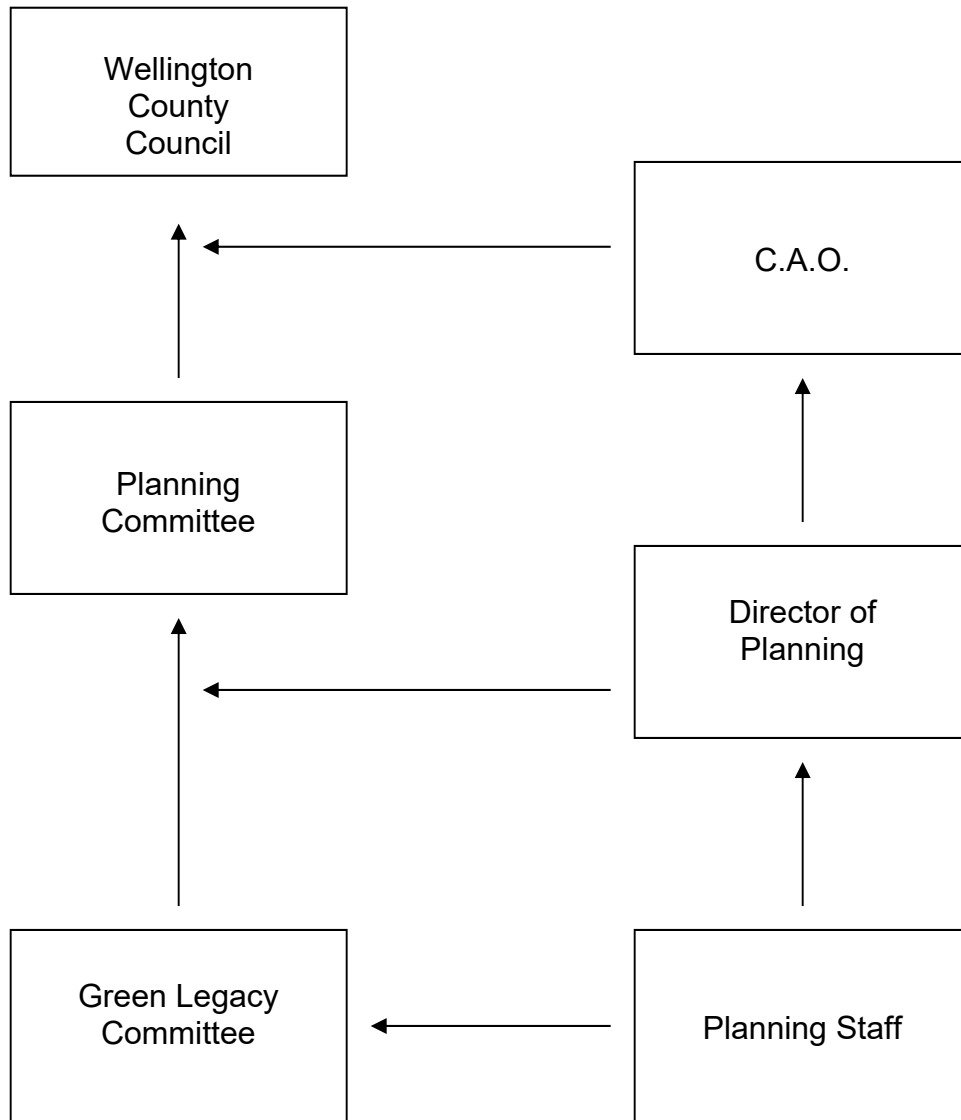 Wellington
County
Council
C.A.O.
Planning
Committee
Director of
Planning
Green Legacy
Committee
Planning Staff